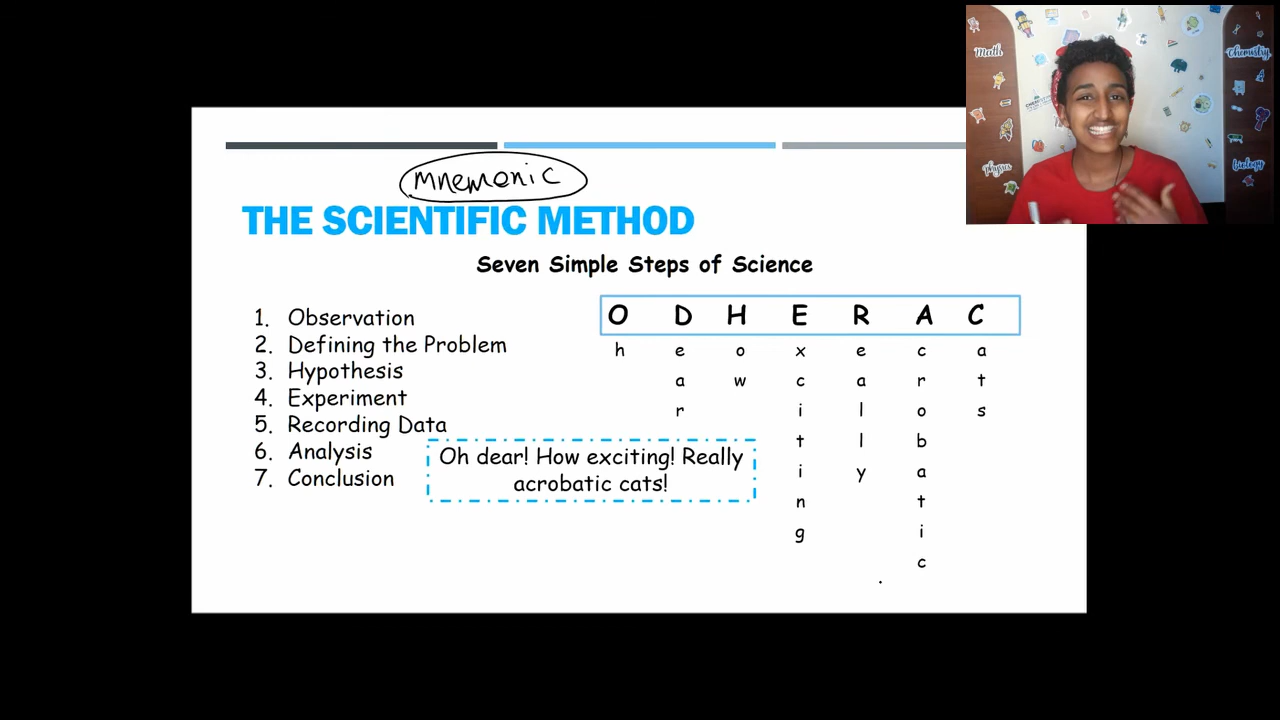 mnemonic
THE SCIENTIFIC METHOD
Seven Simple Steps of Science
1. Observation
2. Defining the Problem
3. Hypothesis
4. Experiment
5. Recording Data
6. Analysis
7. Conclusion
Oh dear! How exciting! Really
acrobatic cats!
O D H E R A C
h e o x e c a
a w c a r t
r i l o s
t l b
i y a
n t
g i
c
Math
Chemistry
Physics
Biology